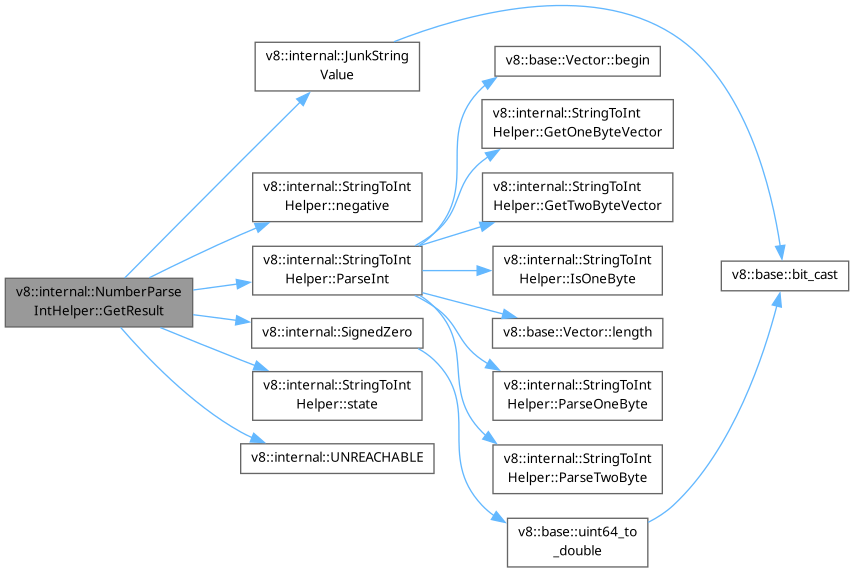 v8::internal::NumberParse
IntHelper::GetResult
v8::internal::JunkString
Value
v8::internal::StringToInt
Helper::negative
v8::internal::StringToInt
Helper::ParseInt
v8::internal::SignedZero
v8::internal::StringToInt
Helper::state
v8::internal::UNREACHABLE
v8::base::Vector::begin
v8::internal::StringToInt
Helper::GetOneByteVector
v8::internal::StringToInt
Helper::GetTwoByteVector
v8::internal::StringToInt
Helper::IsOneByte
v8::base::Vector::length
v8::internal::StringToInt
Helper::ParseOneByte
v8::internal::StringToInt
Helper::ParseTwoByte
v8::base::uint64_to
_double
v8::base::bit_cast